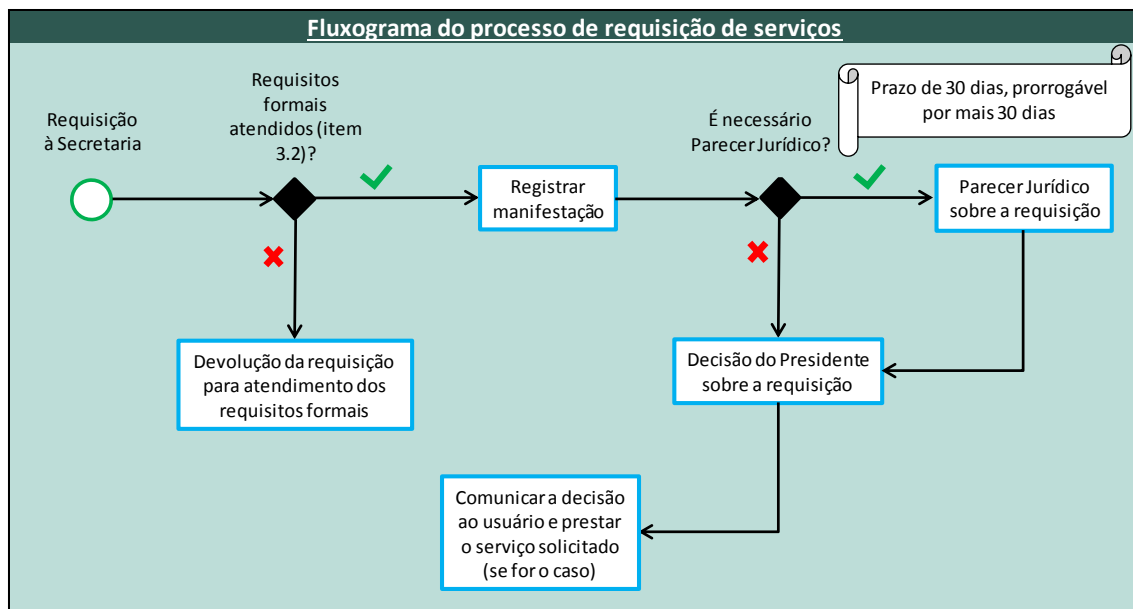 Fluxograma do processo de requisição de serviços
Requisição
à Secretaria
Requisitos
formais
atendidos (item
3.2)?
Registrar
manifestação
É necessário
Parecer Jurídico?
Prazo de 30 dias, prorrogável
por mais 30 dias
Parecer Jurídico
sobre a requisição
Devolução da requisição
para atendimento dos
requisitos formais
Decisão do Presidente
sobre a requisição
Comunicar a decisão
ao usuário e prestar
o serviço solicitado
(se for o caso)